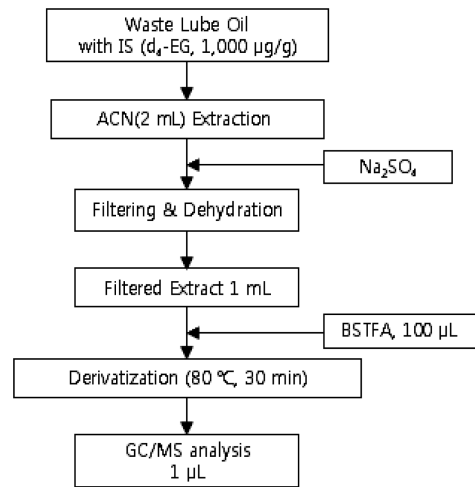 Waste Lube Oil
with IS (d₄-EG, 1,000 μg/g)
ACN(2 mL) Extraction
Na₂SO₄
Filtering & Dehydration
Filtered Extract 1 mL
BSTFA, 100 μL
Derivatization (80 ℃, 30 min)
GC/MS analysis
1 μL